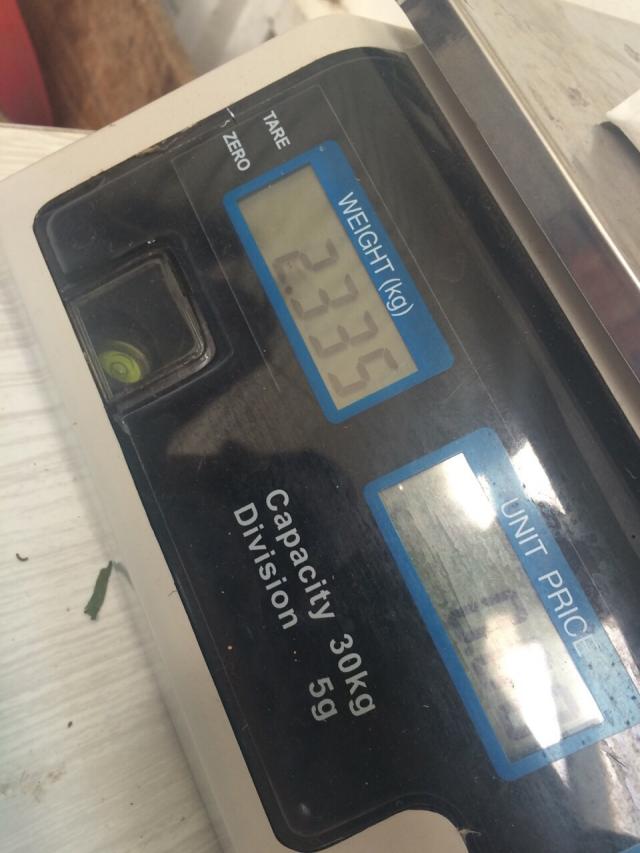 TARE
ZERO
WEIGHT (kg)
2.335
UNIT PRICE
Capacity 30kg
Division 5g